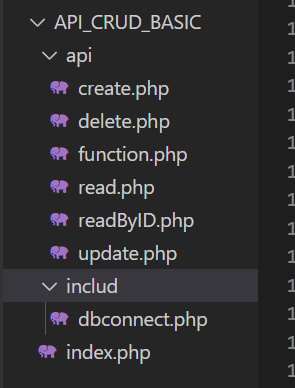 API_CRUD_BASIC
api
create.php
delete.php
function.php
read.php
readByID.php
update.php
includ
dbconnect.php
index.php